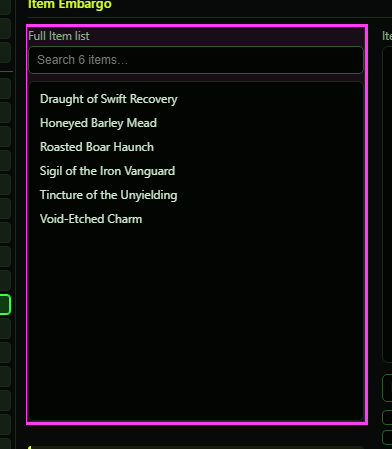 Item Embargo
Full Item list
Search 6 items...
Draught of Swift Recovery
Honeyed Barley Mead
Roasted Boar Haunch
Sigil of the Iron Vanguard
Tincture of the Unyielding
Void-Etched Charm